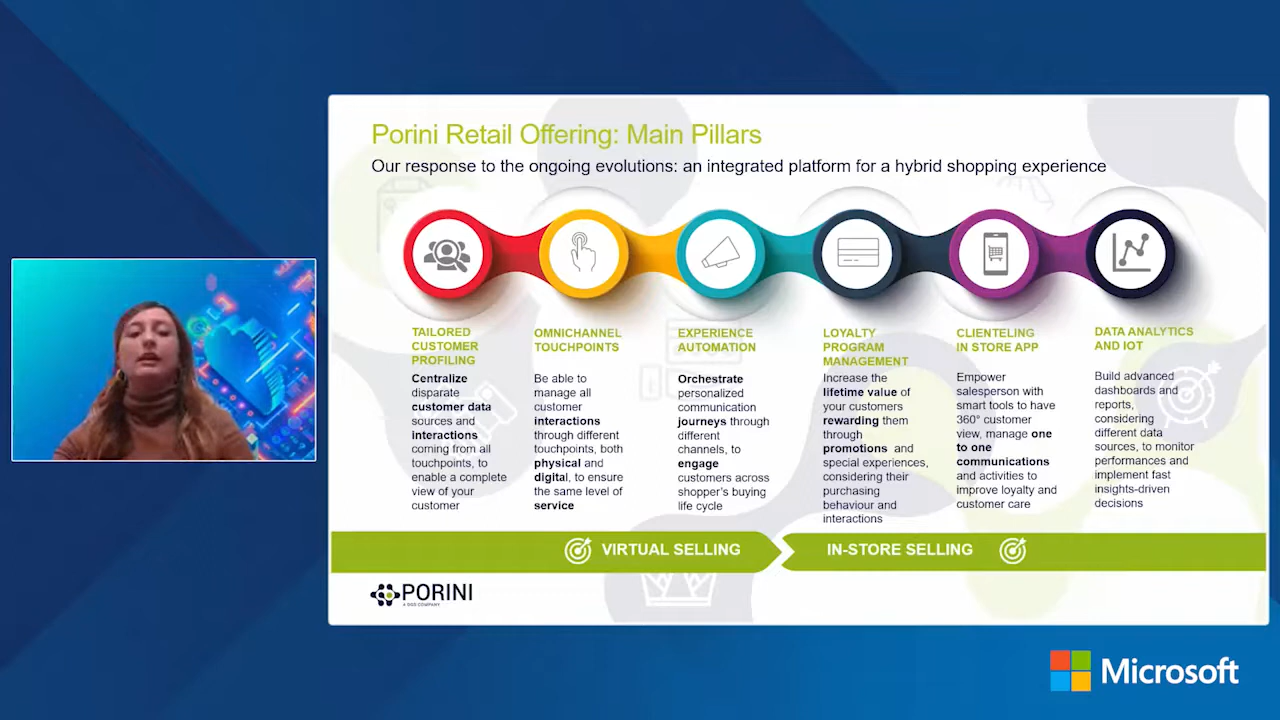 Porini Retail Offering: Main Pillars
Our response to the ongoing evolutions: an integrated platform for a hybrid shopping experience
TAILORED
CUSTOMER
PROFILING
Centralize
disparate
customer data
sources and
interactions
coming from all
touchpoints, to
enable a complete
view of your
customer
OMNICHANNEL
TOUCHPOINTS
Be able to
manage all
customer
interactions
through different
touchpoints, both
physical and
digital, to ensure
the same level of
service
EXPERIENCE
AUTOMATION
Orchestrate
personalized
communication
journeys through
different
channels, to
engage
customers across
shopper's buying
life cycle
LOYALTY
PROGRAM
MANAGEMENT
Increase the
lifetime value of
your customers
rewarding them
through
promotions and
special experiences,
considering their
purchasing
behaviour and
interactions
CLIENTELING
IN STORE APP
Empower
salesperson with
smart tools to have
360° customer
view, manage one
to one
communications
and activities to
improve loyalty and
customer care
DATA ANALYTICS
AND IOT
Build advanced
dashboards and
reports,
considering
different data
sources, to monitor
performances and
implement fast
insights-driven
decisions
VIRTUAL SELLING
IN-STORE SELLING
PORINI
Microsoft